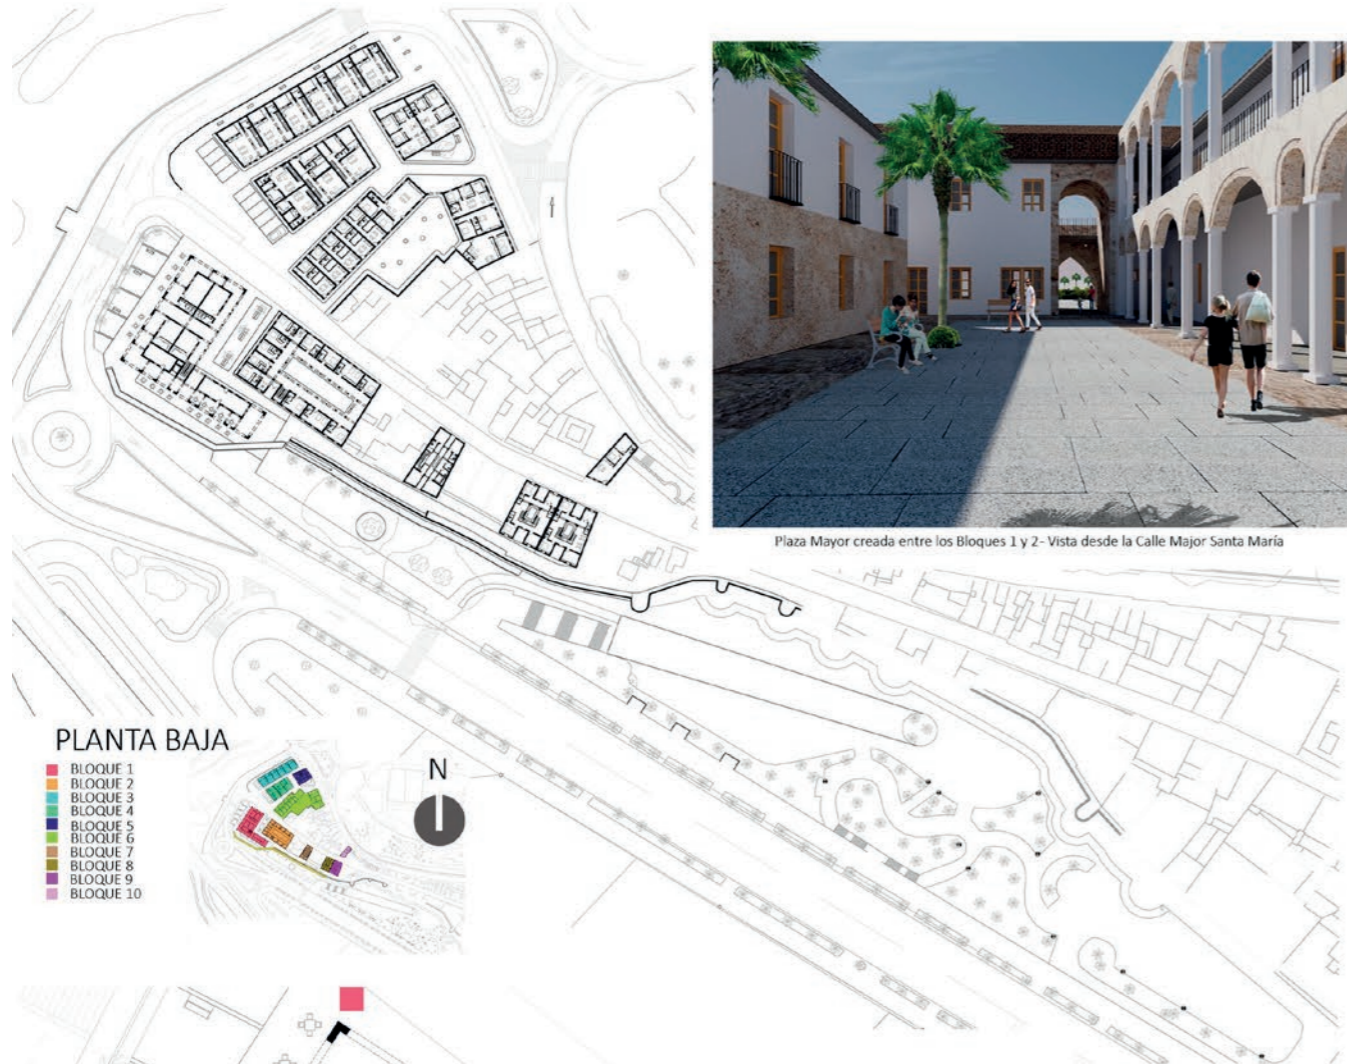 Plaza Mayor creada entre los Bloques 1 y 2- Vista desde la Calle Major Santa María
PLANTA BAJA
BLOQUE 1
BLOQUE 2
BLOQUE 3
BLOQUE 4
BLOQUE 5
BLOQUE 6
BLOQUE 7
BLOQUE 8
BLOQUE 9
BLOQUE 10
N